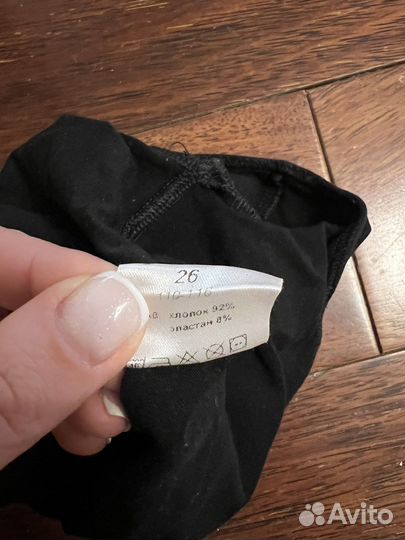 26
110-116
хлопок 92%
эластан 8%
Avito